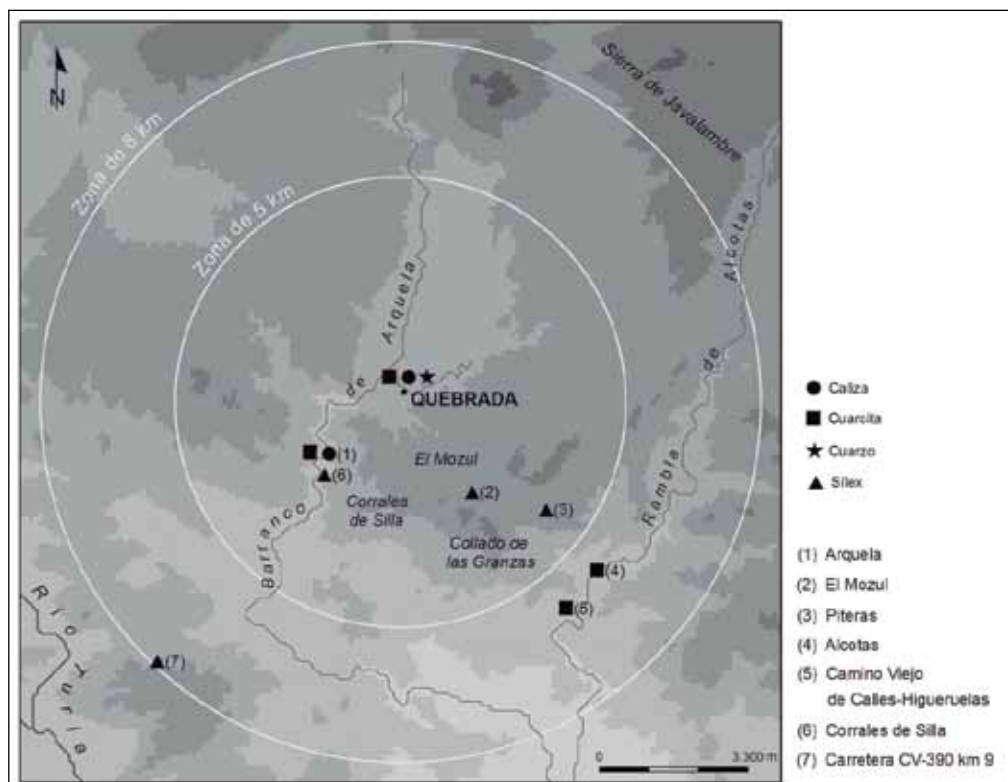 N
Zona de 8 km
Zona de 5 km
Sierra de Javalambre
Barranco de Arquela
Rambla de Alcotas
QUEBRADA
(1)
(6)
El Mozul
(2)
(3)
Corrales
de Silla
Collado de
las Granzas
(4)
(5)
Río Turia
(7)
0 3.300 m
Caliza
Cuarcita
Cuarzo
Sílex
(1) Arquela
(2) El Mozul
(3) Piteras
(4) Alcotas
(5) Camino Viejo
de Calles-Higueruelas
(6) Corrales de Silla
(7) Carretera CV-390 km 9